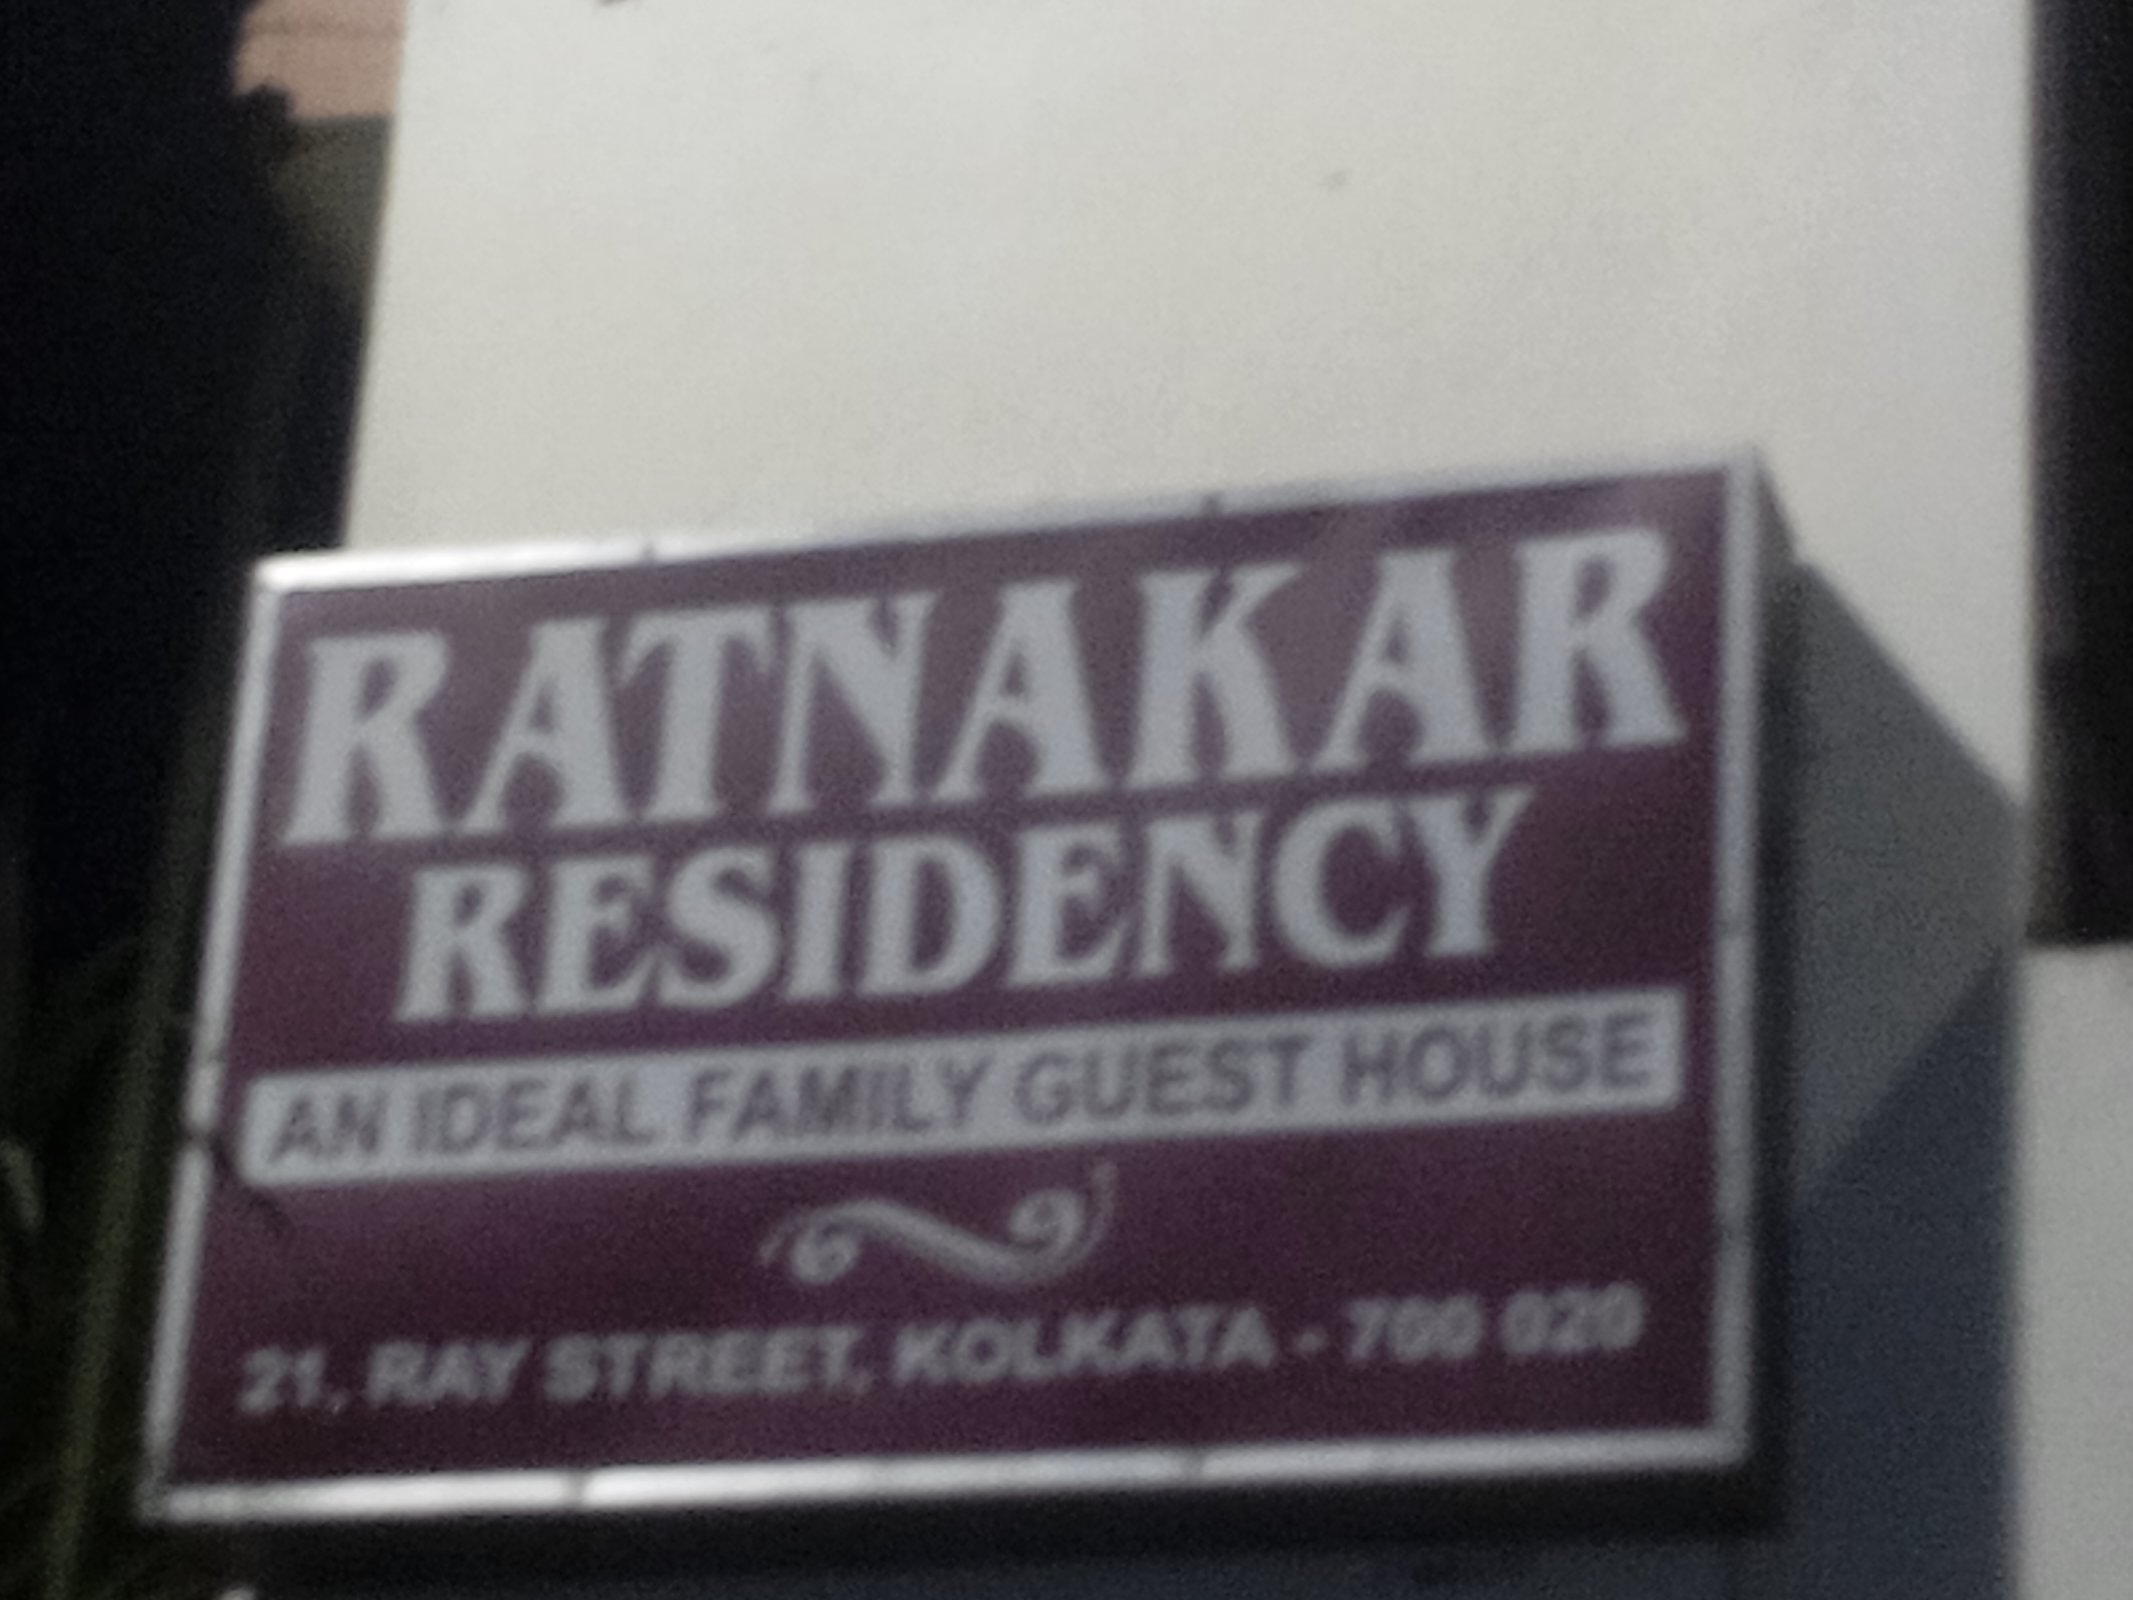 RATNAKAR
RESIDENCY
AN IDEAL FAMILY GUEST HOUSE
21, RAY STREET, KOLKATA - 700 020